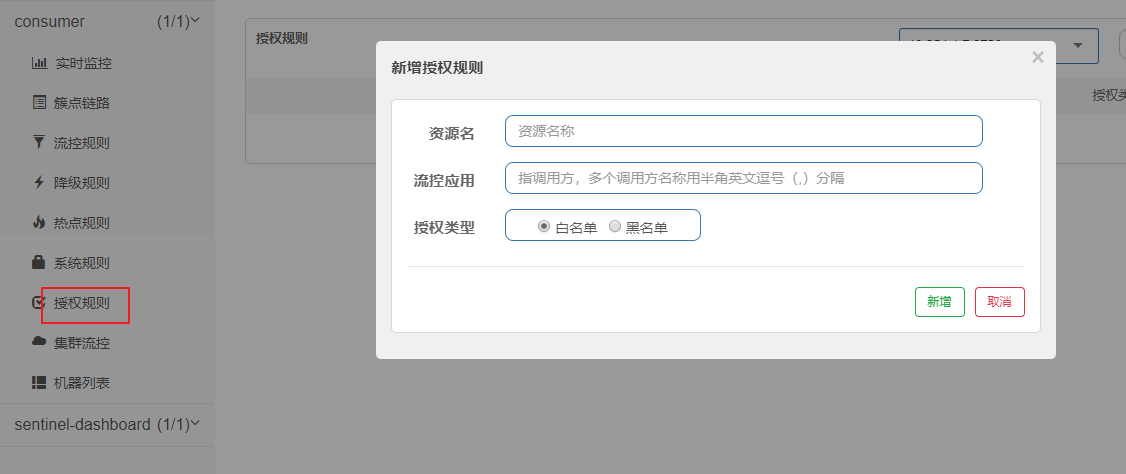 consumer (1/1)
实时监控
簇点链路
流控规则
降级规则
热点规则
系统规则
授权规则
集群流控
机器列表
sentinel-dashboard (1/1)
授权规则
授权类
新增授权规则
×
资源名 资源名称
流控应用 指调用方，多个调用方名称用半角英文逗号（,）分隔
授权类型 白名单 黑名单
新增 取消